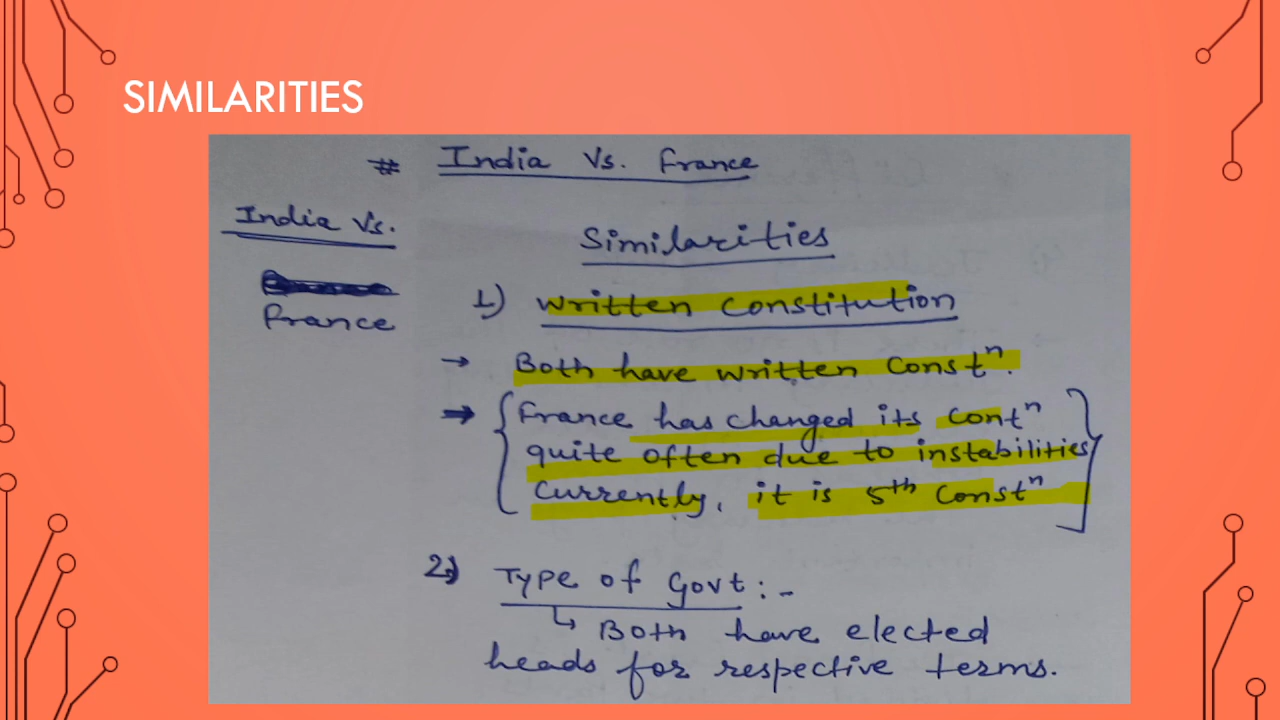 SIMILARITIES
# India Vs. France
India Vs.
France
Similarities
1) Written Constitution
→ Both have written Constⁿ.
→ {France has changed its Contⁿ
quite often due to instabilities}
Currently, it is 5th Constⁿ]
2) Type of Govt:-
↳ Both have elected
heads for respective terms.